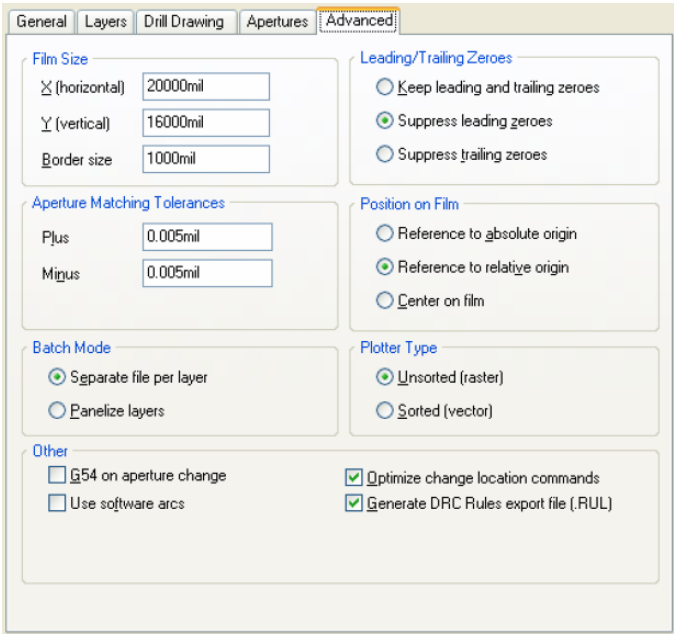 General Layers Drill Drawing Apertures Advanced
Film Size
X (horizontal) 20000mil
Y (vertical) 16000mil
Border size 1000mil
Leading/Trailing Zeroes
Keep leading and trailing zeroes
Suppress leading zeroes
Suppress trailing zeroes
Aperture Matching Tolerances
Plus 0.005mil
Minus 0.005mil
Position on Film
Reference to absolute origin
Reference to relative origin
Center on film
Batch Mode
Separate file per layer
Panelize layers
Plotter Type
Unsorted (raster)
Sorted (vector)
Other
G54 on aperture change
Use software arcs
Optimize change location commands
Generate DRC Rules export file (.RUL)